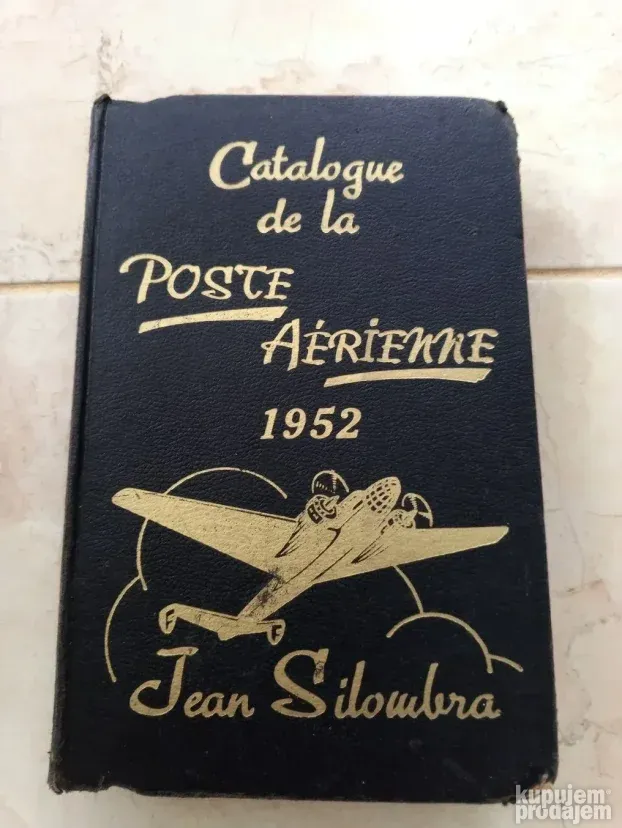 Catalogue
de la
POSTE
AÉRIENNE
1952
F F
Jean Silombra
kupujem
prodajem